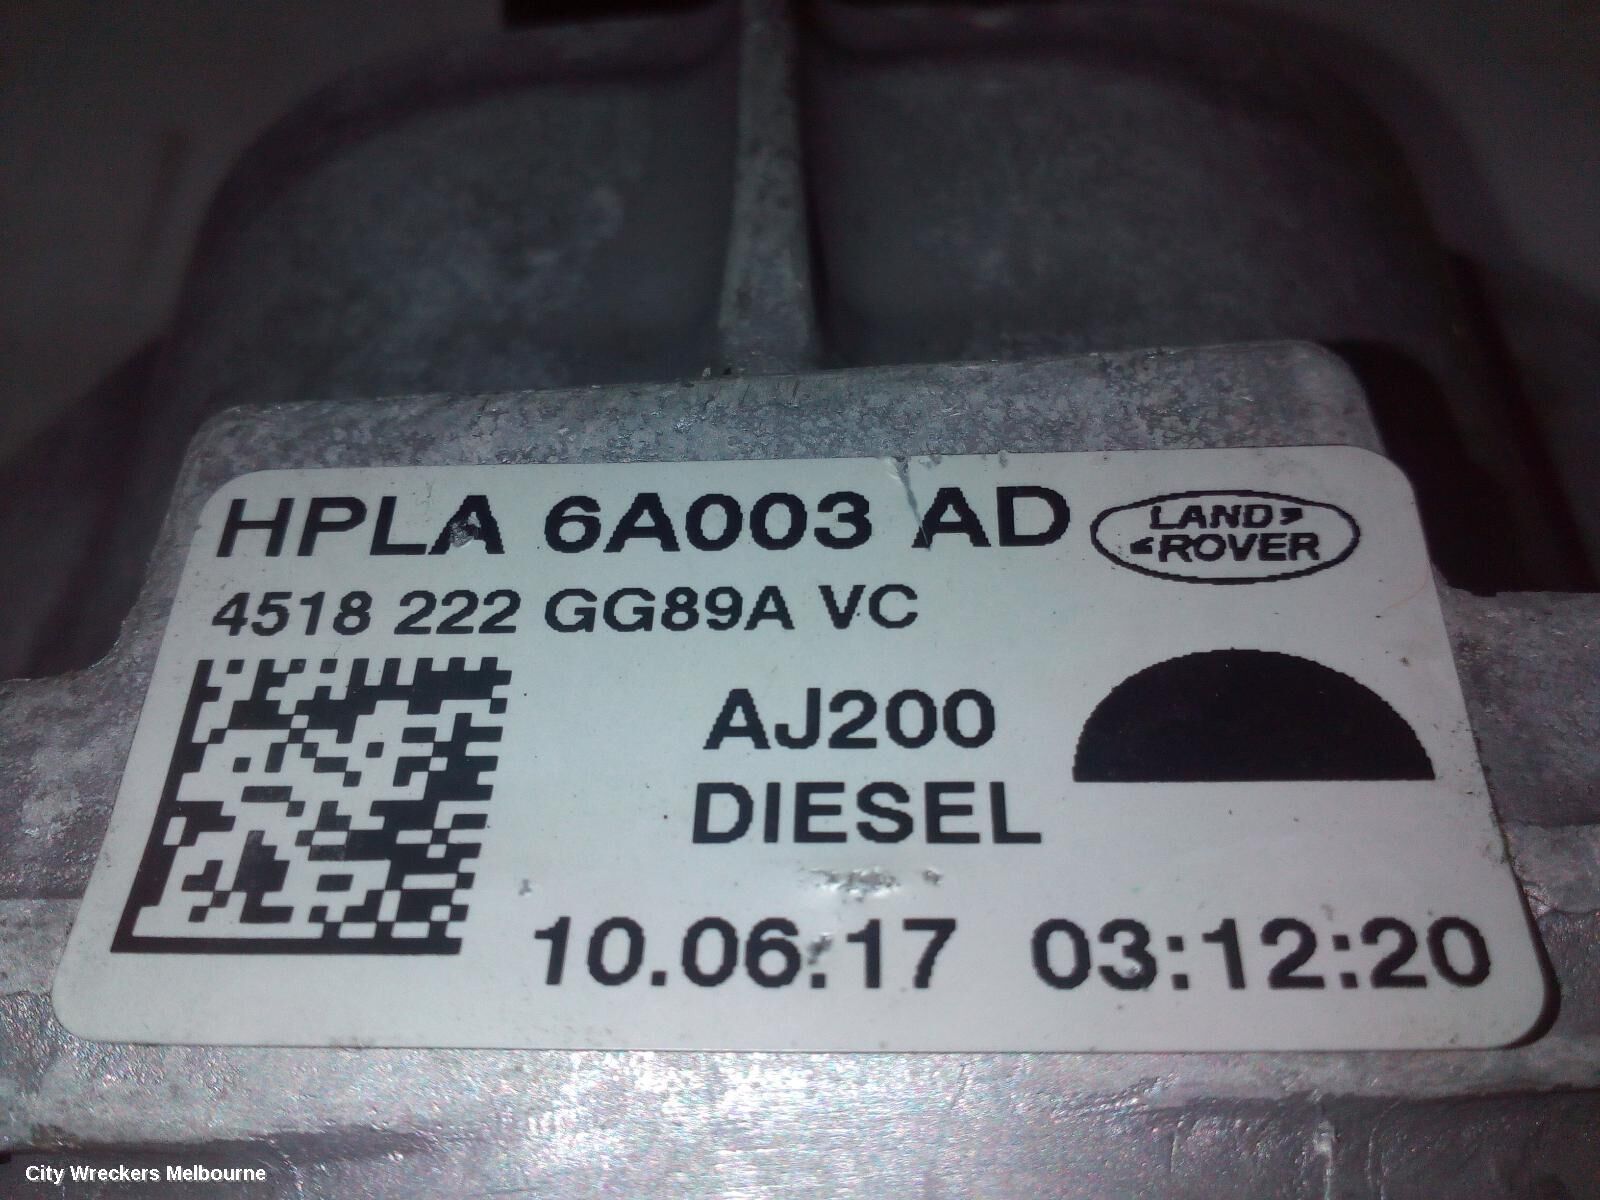 HPLA 6A003 AD
LAND
ROVER
4518 222 GG89A VC
AJ200
DIESEL
10.06.17 03:12:20
City Wreckers Melbourne